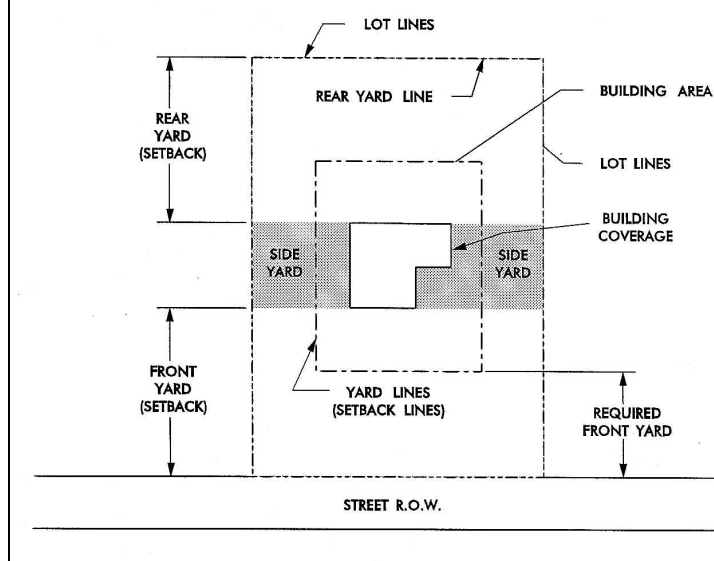 LOT LINES
REAR YARD LINE
BUILDING AREA
REAR
YARD
(SETBACK)
LOT LINES
BUILDING
COVERAGE
SIDE
YARD
SIDE
YARD
FRONT
YARD
(SETBACK)
YARD LINES
(SETBACK LINES)
REQUIRED
FRONT YARD
STREET R.O.W.